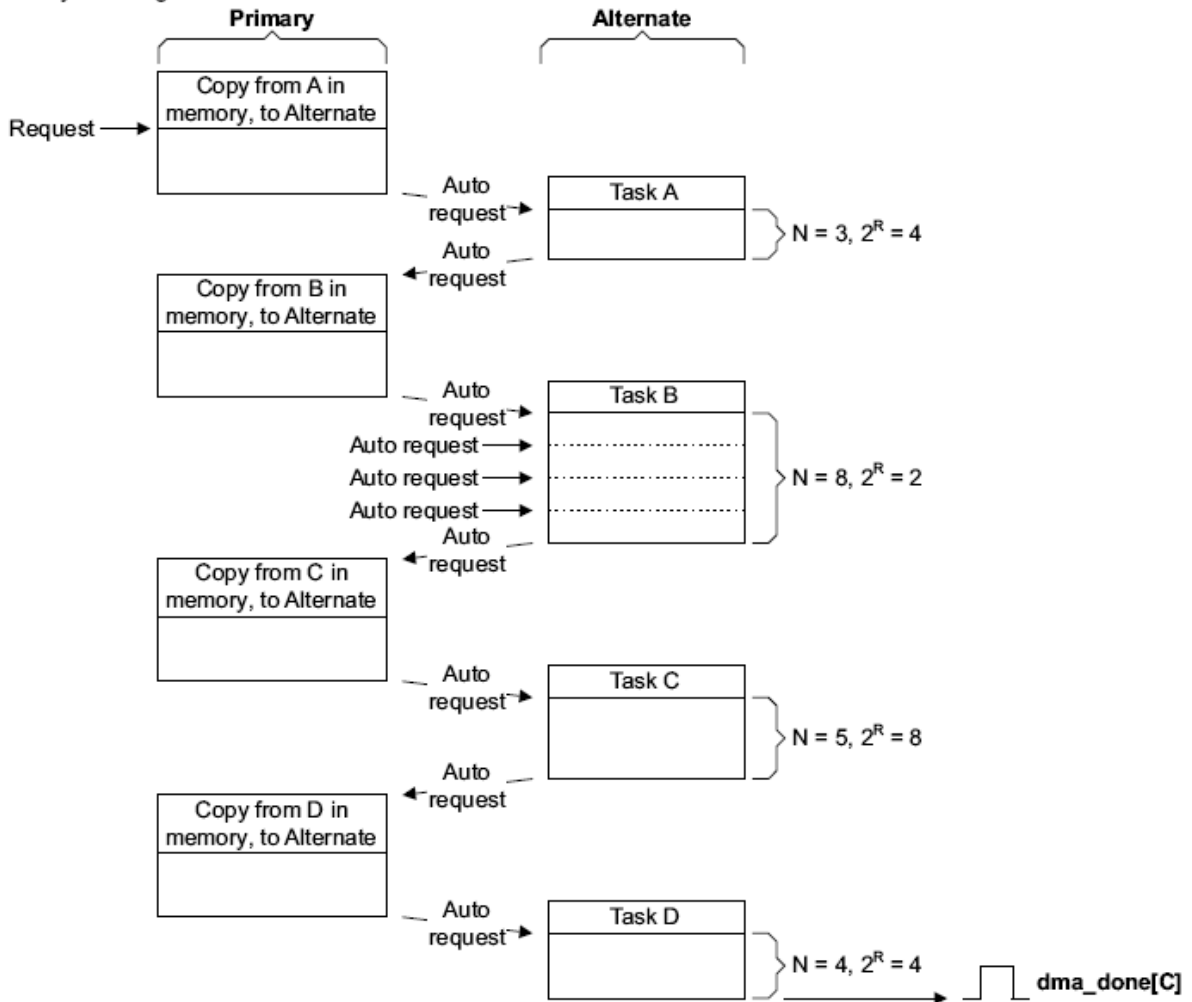 Primary
Alternate
Copy from A in
memory, to Alternate
Request
Auto
request
Task A
N = 3, 2^R = 4
Auto
request
Copy from B in
memory, to Alternate
Auto
request
Task B
Auto request
Auto request
Auto request
N = 8, 2^R = 2
Auto
request
Copy from C in
memory, to Alternate
Auto
request
Task C
N = 5, 2^R = 8
Auto
request
Copy from D in
memory, to Alternate
Auto
request
Task D
N = 4, 2^R = 4
dma_done[C]